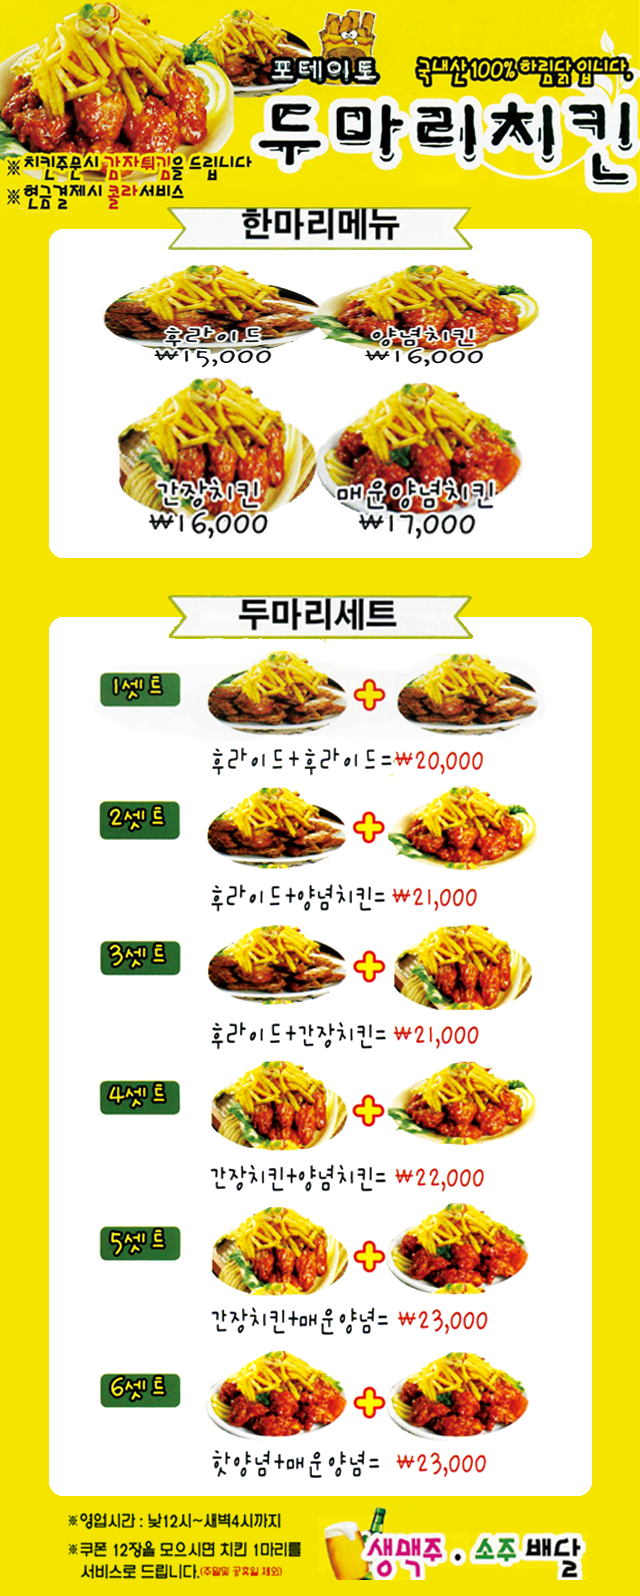 포테이토
국내산 100% 하림닭 입니다.
두마리치킨
※치킨주문시 감자튀김을 드립니다
※현금결제시 콜라서비스
한마리메뉴
후라이드
₩15,000
양념치킨
₩16,000
간장치킨
₩16,000
매운양념치킨
₩17,000
두마리세트
1셋트
후라이드+후라이드=₩20,000
2셋트
후라이드+양념치킨= ₩21,000
3셋트
후라이드+간장치킨= ₩21,000
4셋트
간장치킨+양념치킨= ₩22,000
5셋트
간장치킨+매운양념= ₩23,000
6셋트
핫양념+매운양념= ₩23,000
※영업시간 : 낮12시~새벽4시까지
※쿠폰 12장을 모으시면 치킨 1마리를
서비스로 드립니다.(주말및 공휴일 제외)
생맥주 . 소주 배달